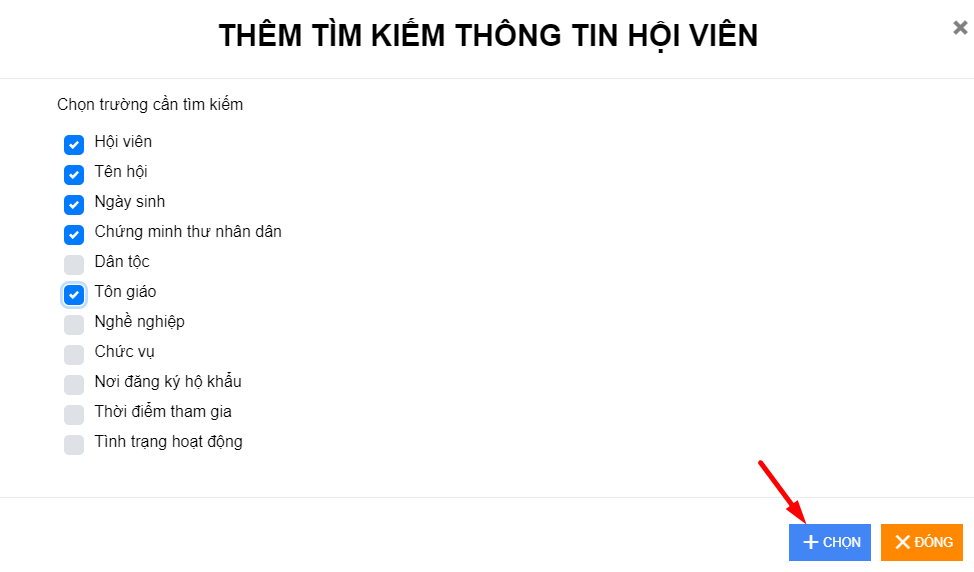 THÊM TÌM KIẾM THÔNG TIN HỘI VIÊN
Chọn trường cần tìm kiếm
Hội viên
Tên hội
Ngày sinh
Chứng minh thư nhân dân
Dân tộc
Tôn giáo
Nghề nghiệp
Chức vụ
Nơi đăng ký hộ khẩu
Thời điểm tham gia
Tình trạng hoạt động
CHỌN
ĐÓNG